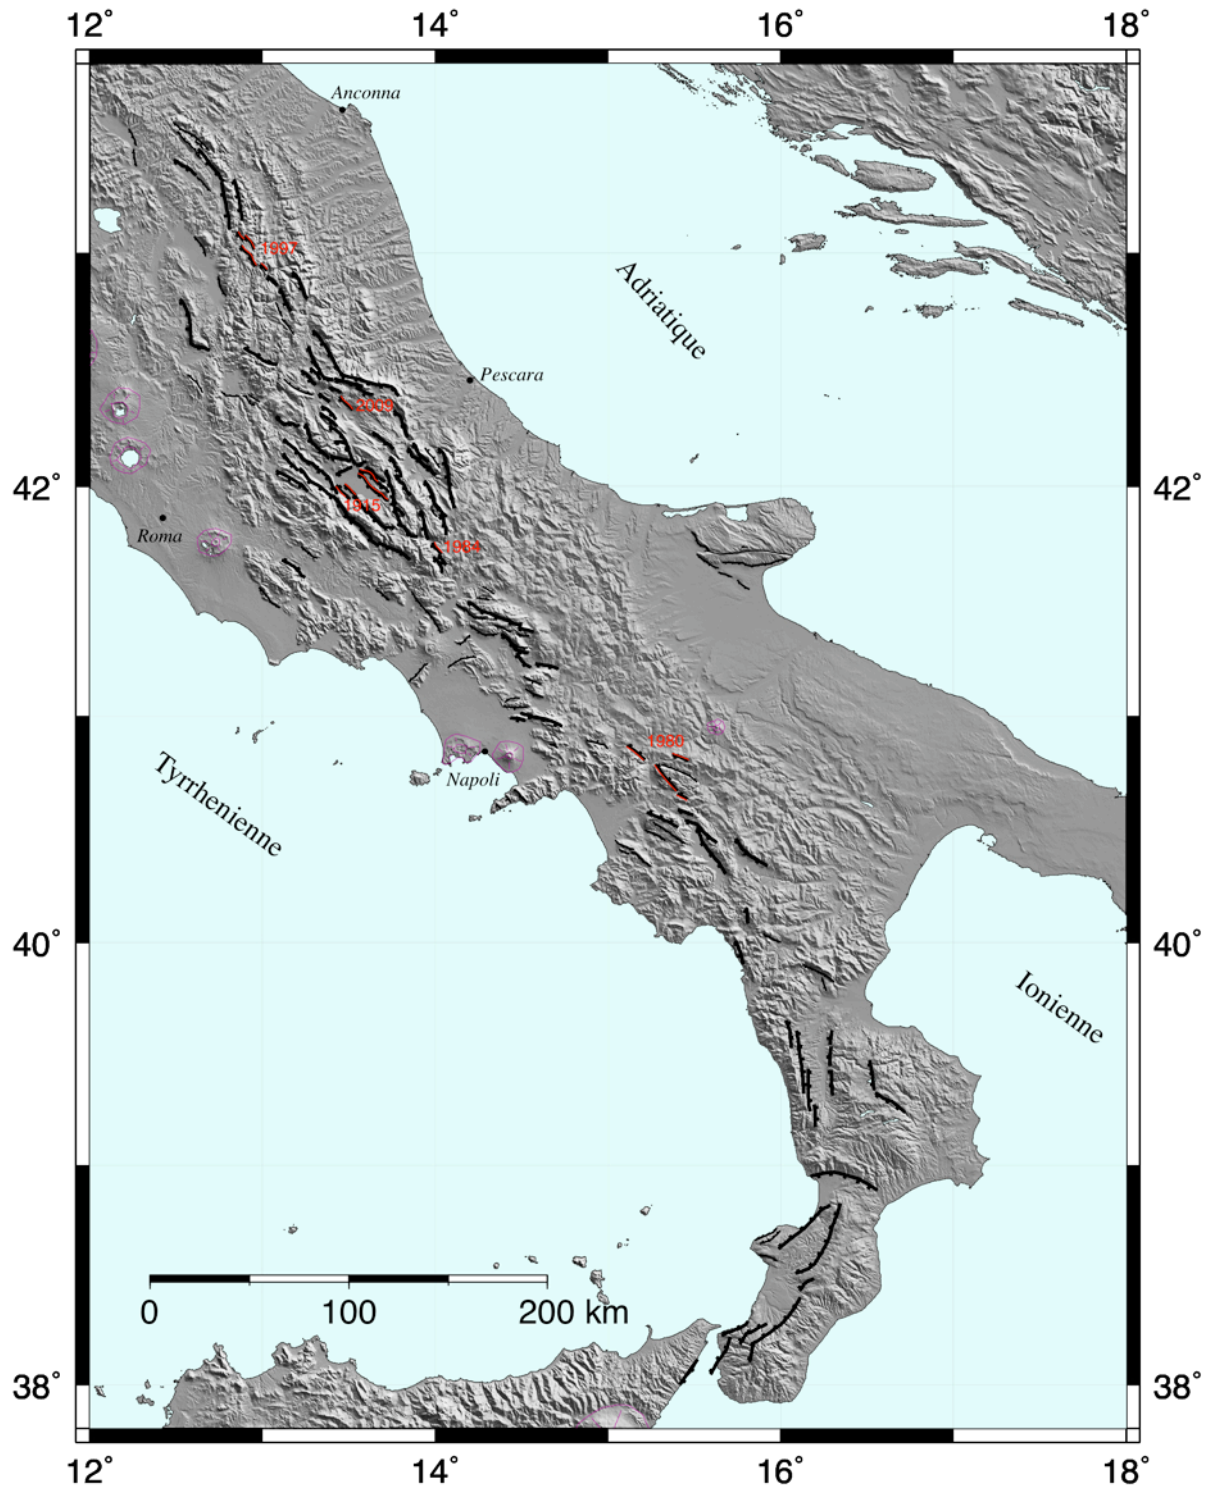 12° 14° 16° 18°
Anconna
1997
Adriatique
Pescara
2009
42° 42°
1915
Roma
1984
1980
Napoli
Tyrrhenienne
40° 40°
Ionienne
0 100 200 km
38° 38°
12° 14° 16° 18°